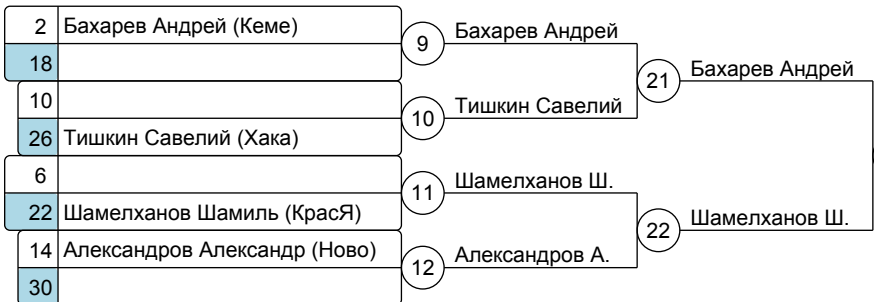 2 Бахарев Андрей (Кеме)
18
10
26 Тишкин Савелий (Хака)
6
22 Шамелханов Шамиль (КрасЯ)
14 Александров Александр (Ново)
30
9 Бахарев Андрей
10 Тишкин Савелий
11 Шамелханов Ш.
12 Александров А.
21 Бахарев Андрей
22 Шамелханов Ш.